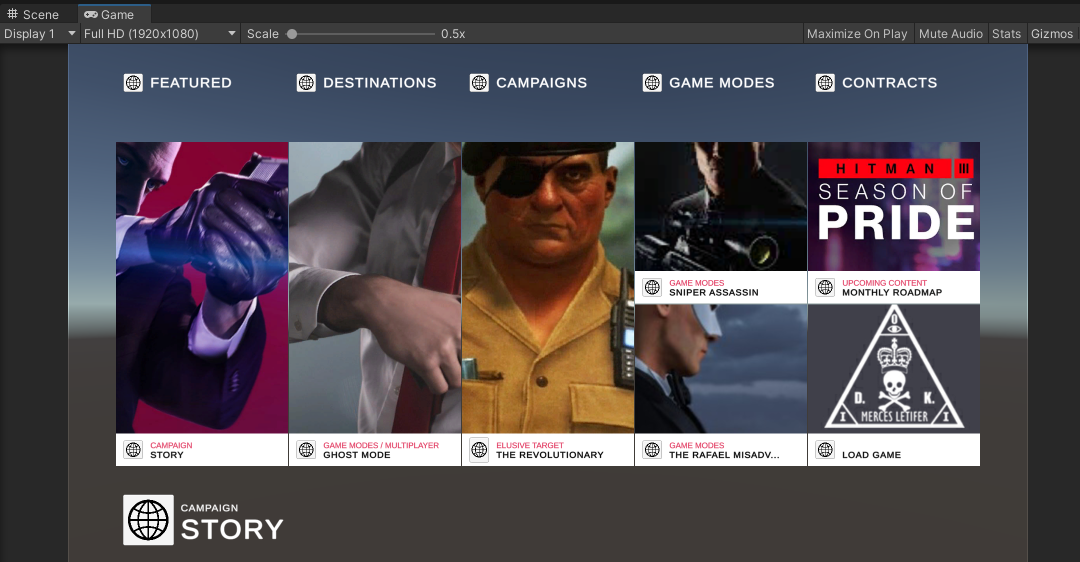 Scene Game
Display 1 Full HD (1920x1080) Scale 0.5x Maximize On Play Mute Audio Stats Gizmos
FEATURED DESTINATIONS CAMPAIGNS GAME MODES CONTRACTS
HITMAN III
SEASON OF
PRIDE
GAME MODES
SNIPER ASSASSIN
UPCOMING CONTENT
MONTHLY ROADMAP
O
D. K.
I MERCES LETIFER I
CAMPAIGN
STORY
GAME MODES / MULTIPLAYER
GHOST MODE
ELUSIVE TARGET
THE REVOLUTIONARY
GAME MODES
THE RAFAEL MISADV...
LOAD GAME
CAMPAIGN
STORY